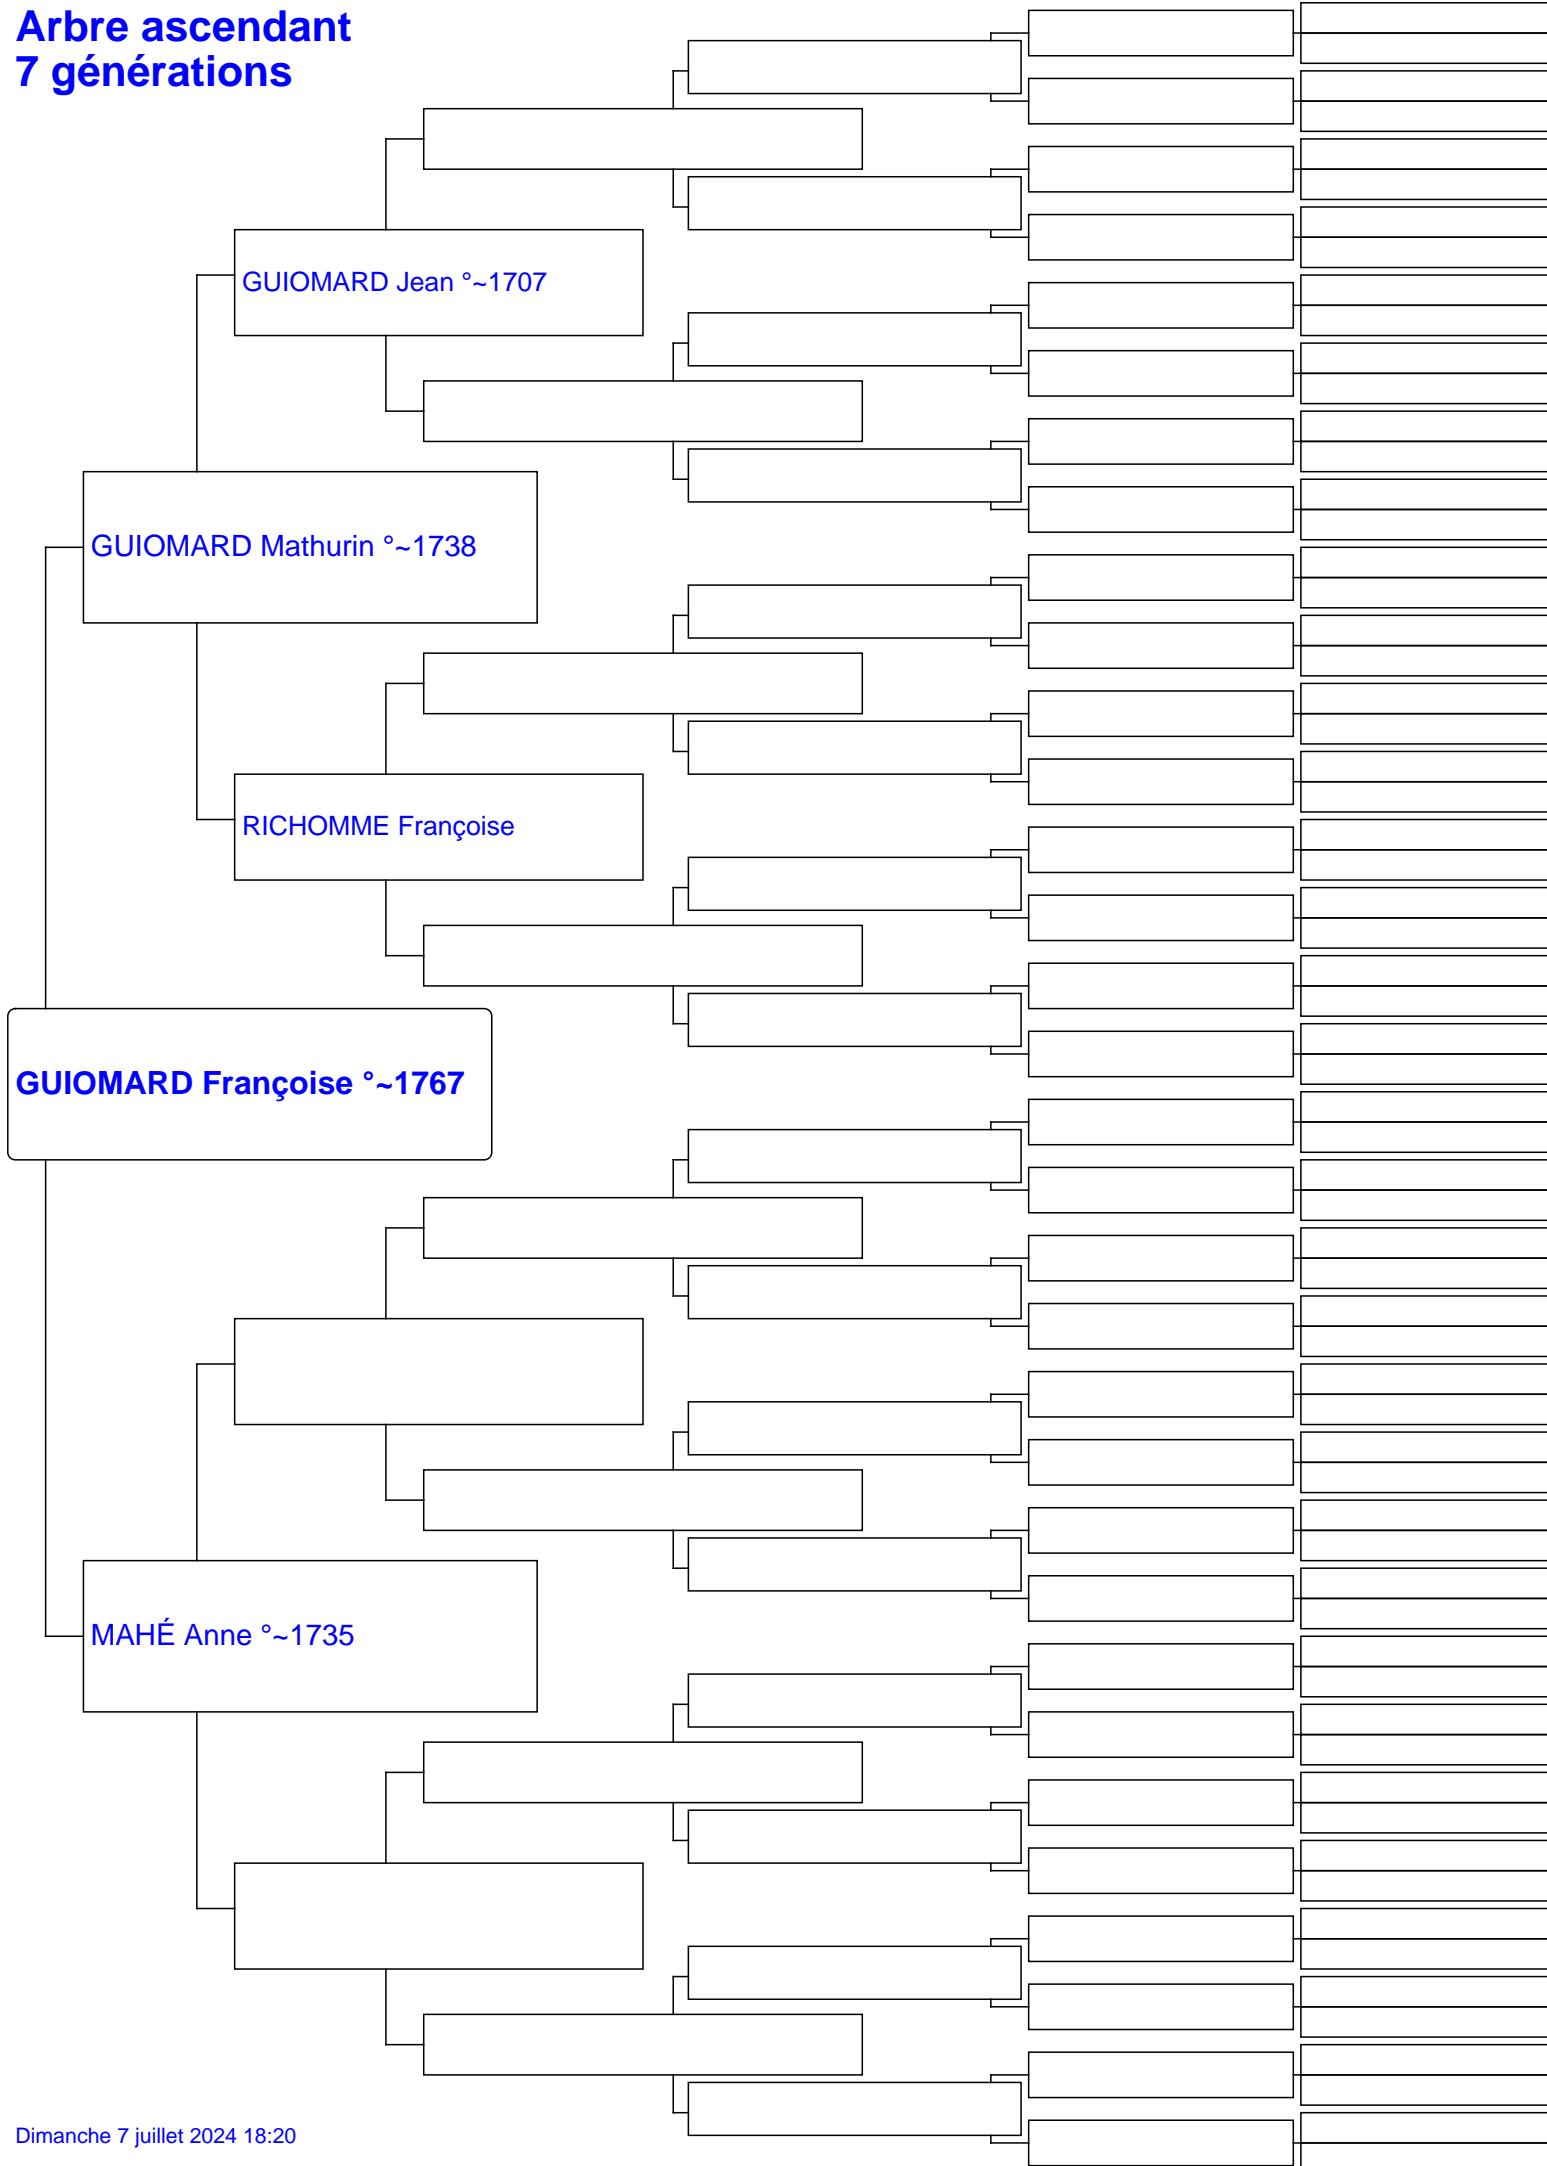 Arbre ascendant
7 générations
GUIOMARD Jean °~1707
GUIOMARD Mathurin °~1738
RICHOMME Françoise
GUIOMARD Françoise °~1767
MAHÉ Anne °~1735
Dimanche 7 juillet 2024 18:20